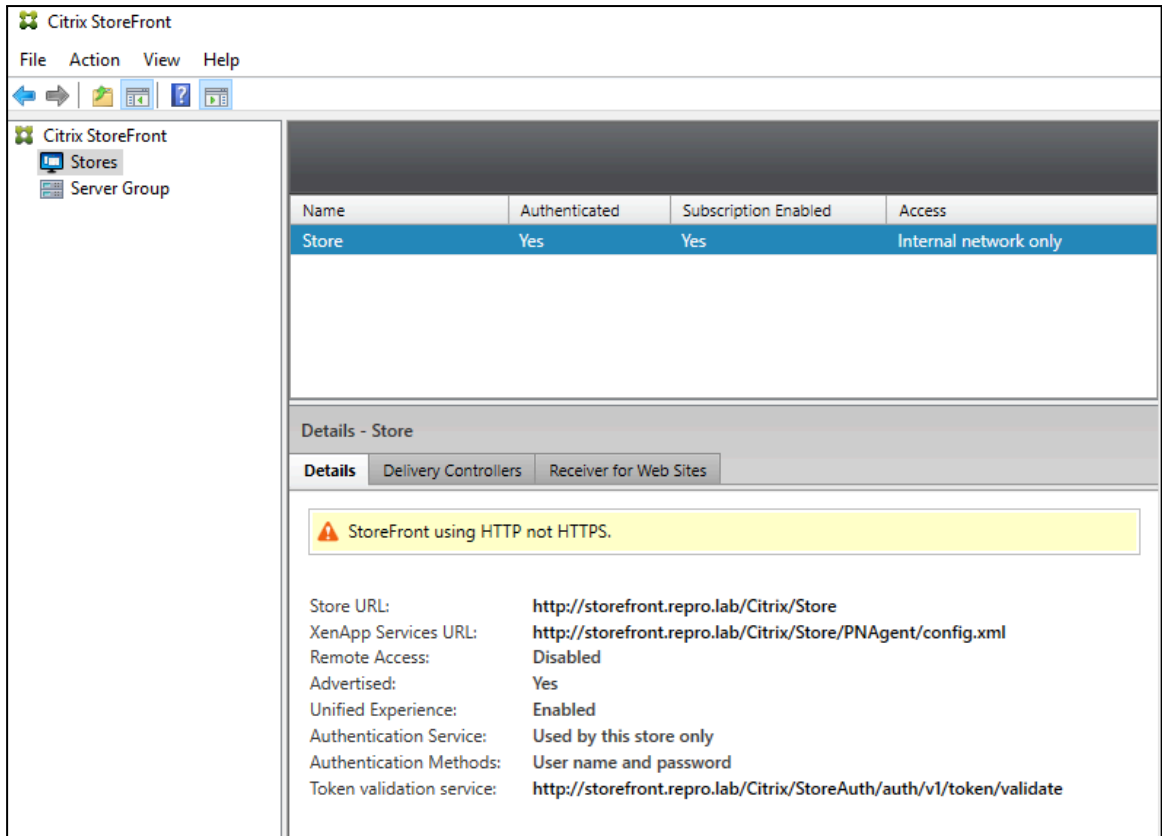 Citrix StoreFront
File Action View Help
Citrix StoreFront
Stores
Server Group
Name Authenticated Subscription Enabled Access
Store Yes Yes Internal network only
Details - Store
Details Delivery Controllers Receiver for Web Sites
StoreFront using HTTP not HTTPS.
Store URL: http://storefront.repro.lab/Citrix/Store
XenApp Services URL: http://storefront.repro.lab/Citrix/Store/PNAgent/config.xml
Remote Access: Disabled
Advertised: Yes
Unified Experience: Enabled
Authentication Service: Used by this store only
Authentication Methods: User name and password
Token validation service: http://storefront.repro.lab/Citrix/StoreAuth/auth/v1/token/validate